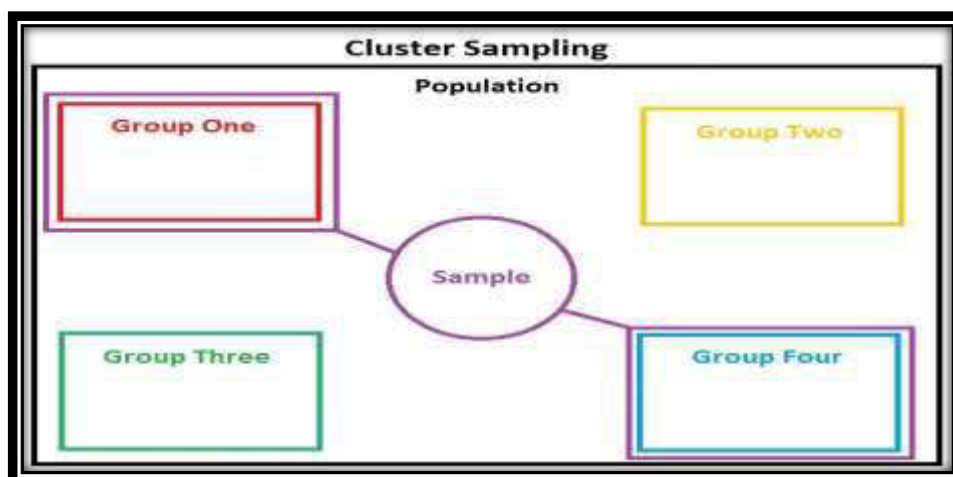 Cluster Sampling
Population
Group One
Group Two
Sample
Group Three
Group Four